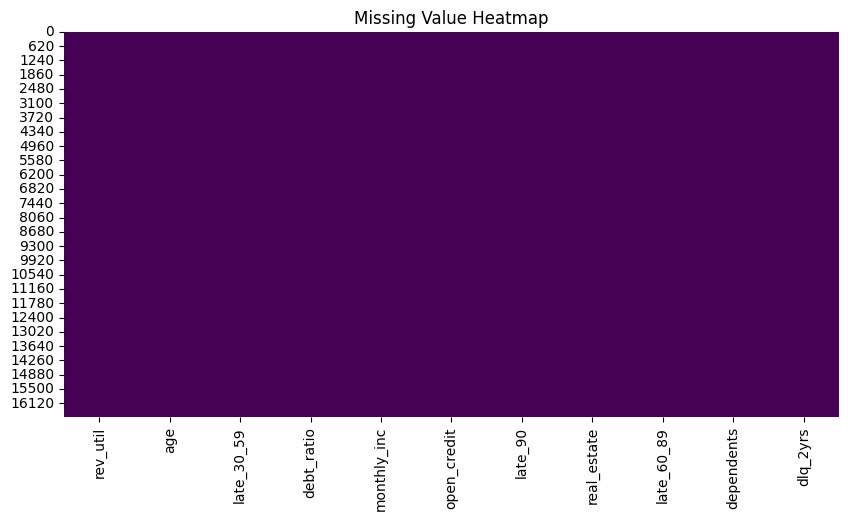 Missing Value Heatmap
0
620
1240
1860
2480
3100
3720
4340
4960
5580
6200
6820
7440
8060
8680
9300
9920
10540
11160
11780
12400
13020
13640
14260
14880
15500
16120
rev_util
age
late_30_59
debt_ratio
monthly_inc
open_credit
late_90
real_estate
late_60_89
dependents
dlq_2yrs